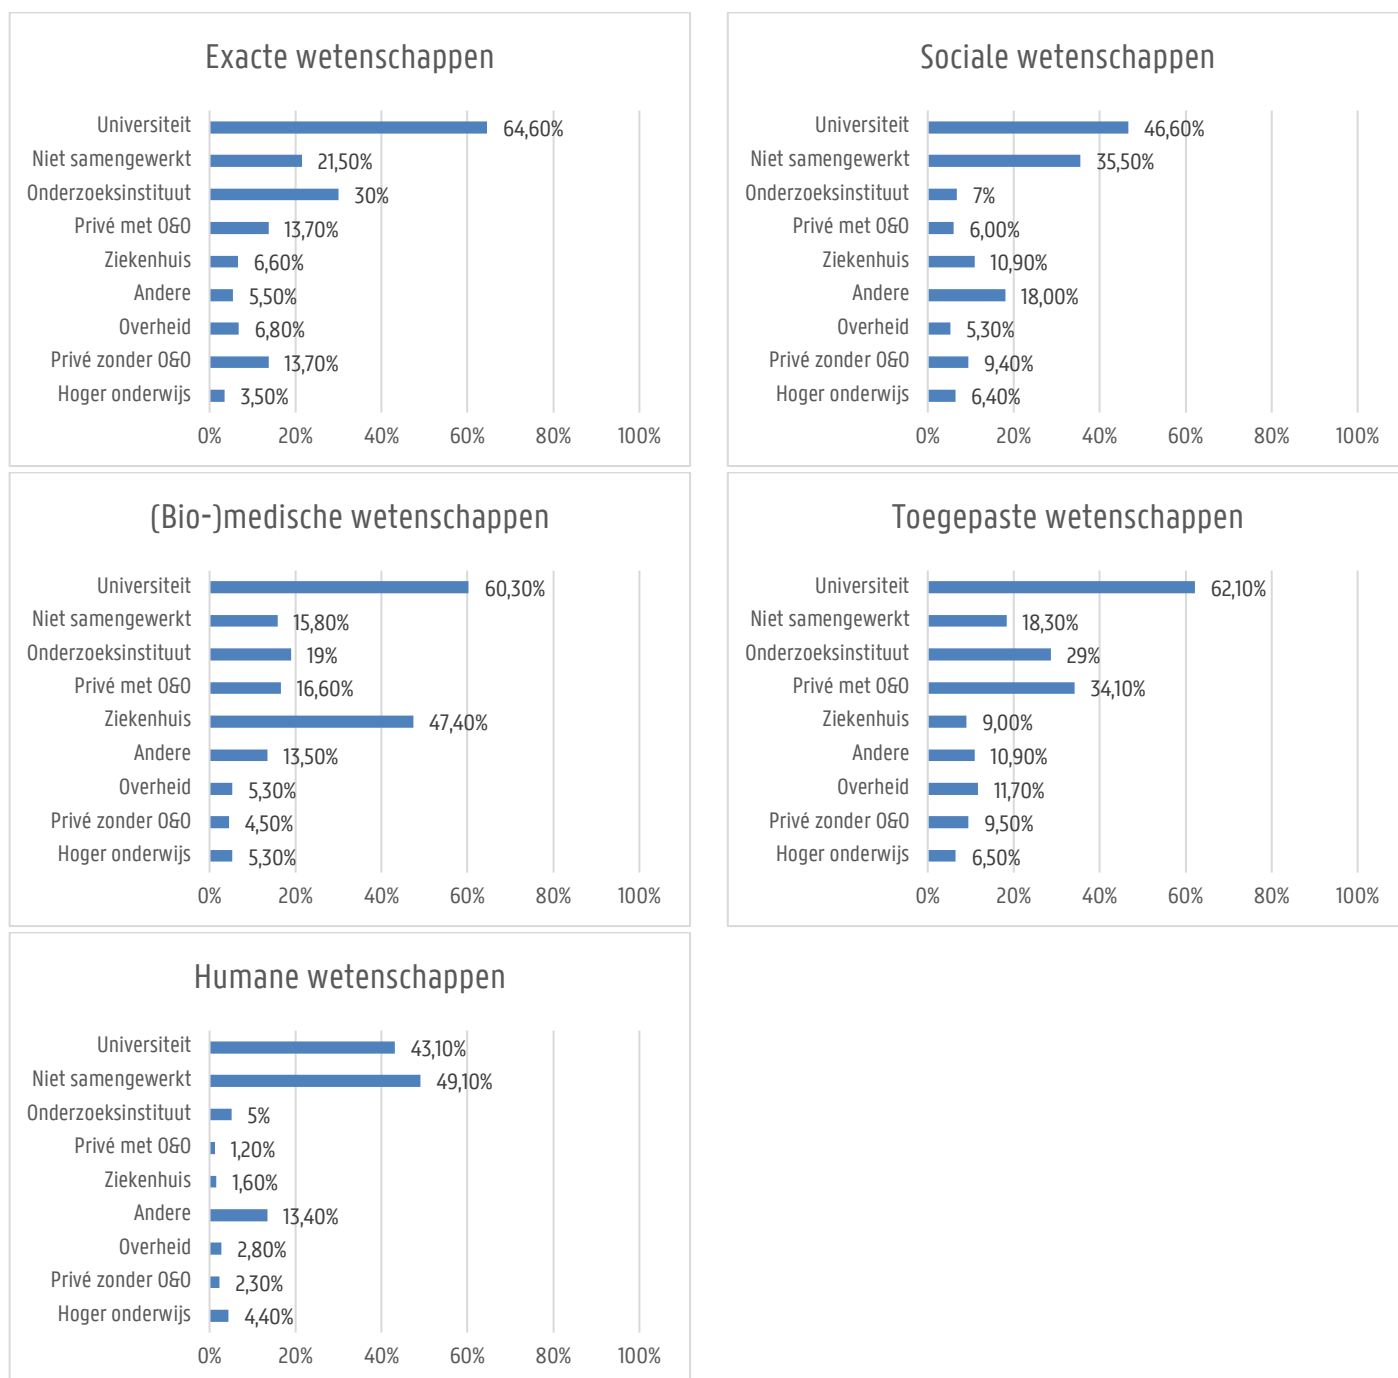 Exacte wetenschappen
Universiteit 64,60%
Niet samengewerkt 21,50%
Onderzoeksinstituut 30%
Privé met O&O 13,70%
Ziekenhuis 6,60%
Andere 5,50%
Overheid 6,80%
Privé zonder O&O 13,70%
Hoger onderwijs 3,50%
0% 20% 40% 60% 80% 100%
Sociale wetenschappen
Universiteit 46,60%
Niet samengewerkt 35,50%
Onderzoeksinstituut 7%
Privé met O&O 6,00%
Ziekenhuis 10,90%
Andere 18,00%
Overheid 5,30%
Privé zonder O&O 9,40%
Hoger onderwijs 6,40%
0% 20% 40% 60% 80% 100%
(Bio-)medische wetenschappen
Universiteit 60,30%
Niet samengewerkt 15,80%
Onderzoeksinstituut 19%
Privé met O&O 16,60%
Ziekenhuis 47,40%
Andere 13,50%
Overheid 5,30%
Privé zonder O&O 4,50%
Hoger onderwijs 5,30%
0% 20% 40% 60% 80% 100%
Toegepaste wetenschappen
Universiteit 62,10%
Niet samengewerkt 18,30%
Onderzoeksinstituut 29%
Privé met O&O 34,10%
Ziekenhuis 9,00%
Andere 10,90%
Overheid 11,70%
Privé zonder O&O 9,50%
Hoger onderwijs 6,50%
0% 20% 40% 60% 80% 100%
Humane wetenschappen
Universiteit 43,10%
Niet samengewerkt 49,10%
Onderzoeksinstituut 5%
Privé met O&O 1,20%
Ziekenhuis 1,60%
Andere 13,40%
Overheid 2,80%
Privé zonder O&O 2,30%
Hoger onderwijs 4,40%
0% 20% 40% 60% 80% 100%